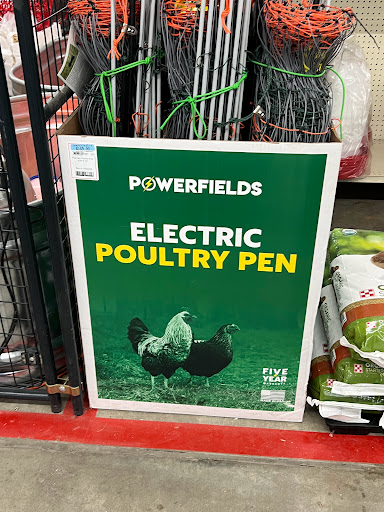 POWERFIELDS
ELECTRIC
POULTRY PEN
FIVE
YEAR